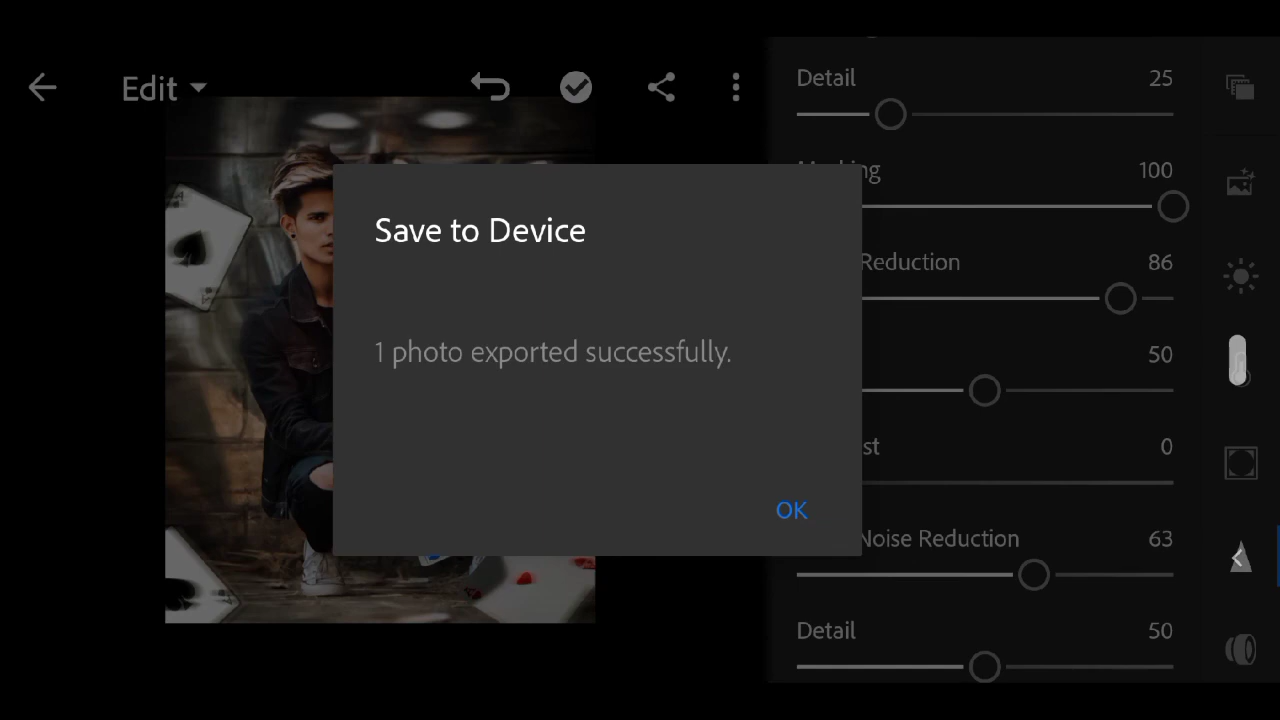 Edit
Detail 25
100
Save to Device
Reduction 86
1 photo exported successfully.
50
0
OK
Noise Reduction 63
Detail 50